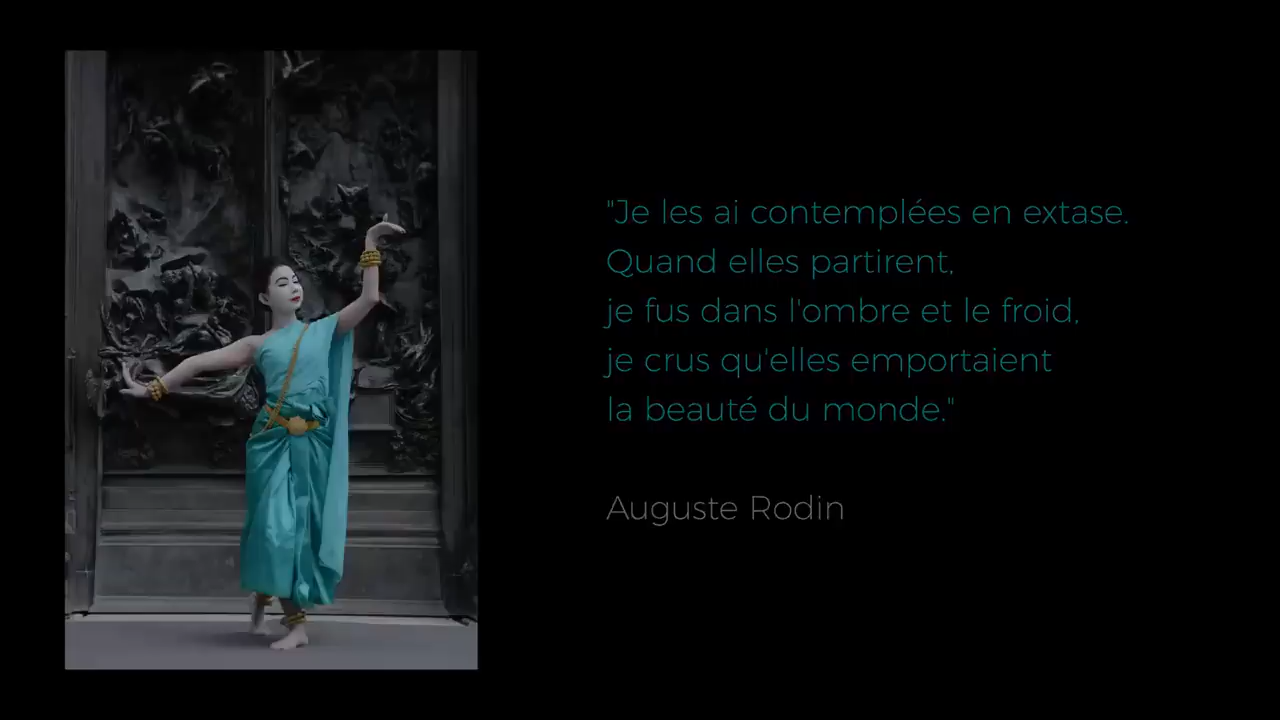 "Je les ai contemplées en extase.
Quand elles partirent,
je fus dans l'ombre et le froid,
je crus qu'elles emportaient
la beauté du monde."
Auguste Rodin